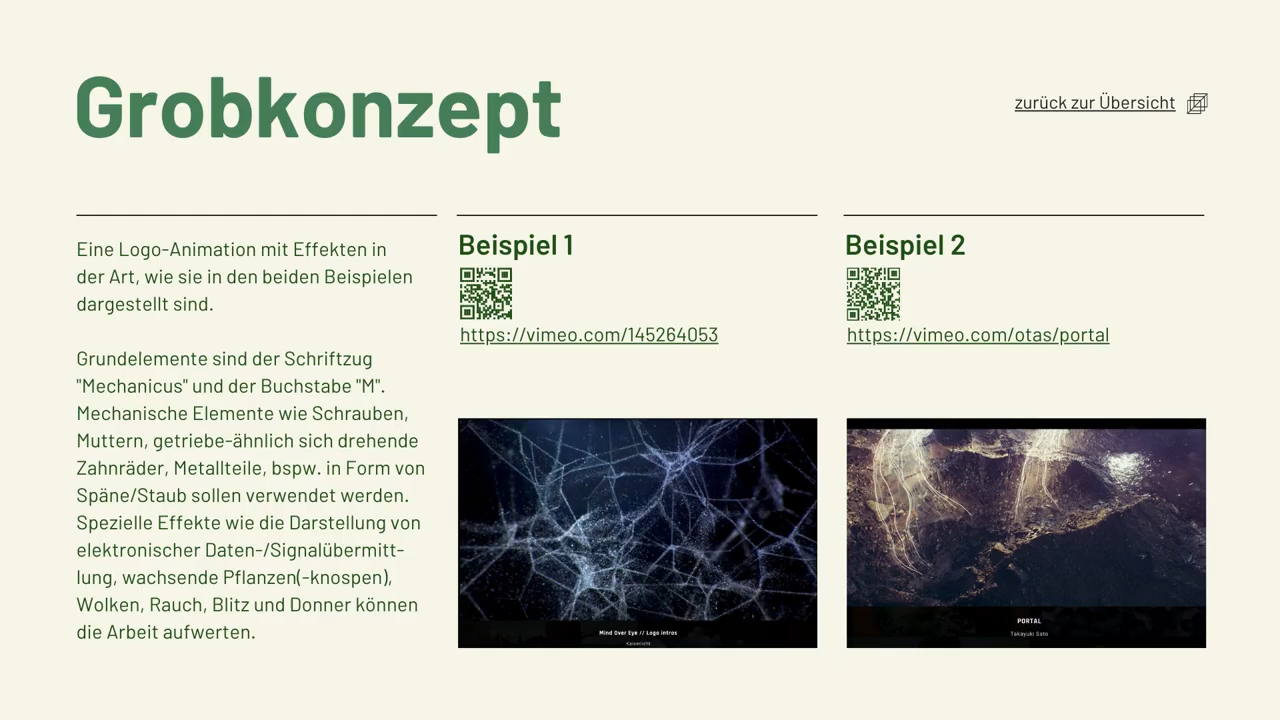 Grobkonzept
zurück zur Übersicht
Eine Logo-Animation mit Effekten in
der Art, wie sie in den beiden Beispielen
dargestellt sind.
Grundelemente sind der Schriftzug
"Mechanicus" und der Buchstabe "M".
Mechanische Elemente wie Schrauben,
Muttern, getriebe-ähnlich sich drehende
Zahnräder, Metallteile, bspw. in Form von
Späne/Staub sollen verwendet werden.
Spezielle Effekte wie die Darstellung von
elektronischer Daten-/Signalübermitt-
lung, wachsende Pflanzen(-knospen),
Wolken, Rauch, Blitz und Donner können
die Arbeit aufwerten.
Beispiel 1
https://vimeo.com/145264053
Mind Over Eye // Logo intros
Beispiel 2
https://vimeo.com/otas/portal
PORTAL
Takayuki Sato